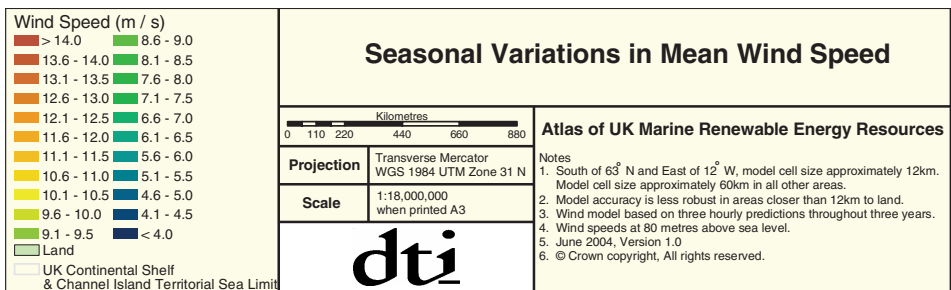 Wind Speed (m / s)
> 14.0
13.6 - 14.0
13.1 - 13.5
12.6 - 13.0
12.1 - 12.5
11.6 - 12.0
11.1 - 11.5
10.6 - 11.0
10.1 - 10.5
9.6 - 10.0
9.1 - 9.5
8.6 - 9.0
8.1 - 8.5
7.6 - 8.0
7.1 - 7.5
6.6 - 7.0
6.1 - 6.5
5.6 - 6.0
5.1 - 5.5
4.6 - 5.0
4.1 - 4.5
< 4.0
Land
UK Continental Shelf
& Channel Island Territorial Sea Limit
Seasonal Variations in Mean Wind Speed
Kilometres
0 110 220 440 660 880
Projection
Transverse Mercator
WGS 1984 UTM Zone 31 N
Scale
1:18,000,000
when printed A3
dti
Atlas of UK Marine Renewable Energy Resources
Notes
1. South of 63° N and East of 12° W, model cell size approximately 12km.
Model cell size approximately 60km in all other areas.
2. Model accuracy is less robust in areas closer than 12km to land.
3. Wind model based on three hourly predictions throughout three years.
4. Wind speeds at 80 metres above sea level.
5. June 2004, Version 1.0
6. © Crown copyright, All rights reserved.